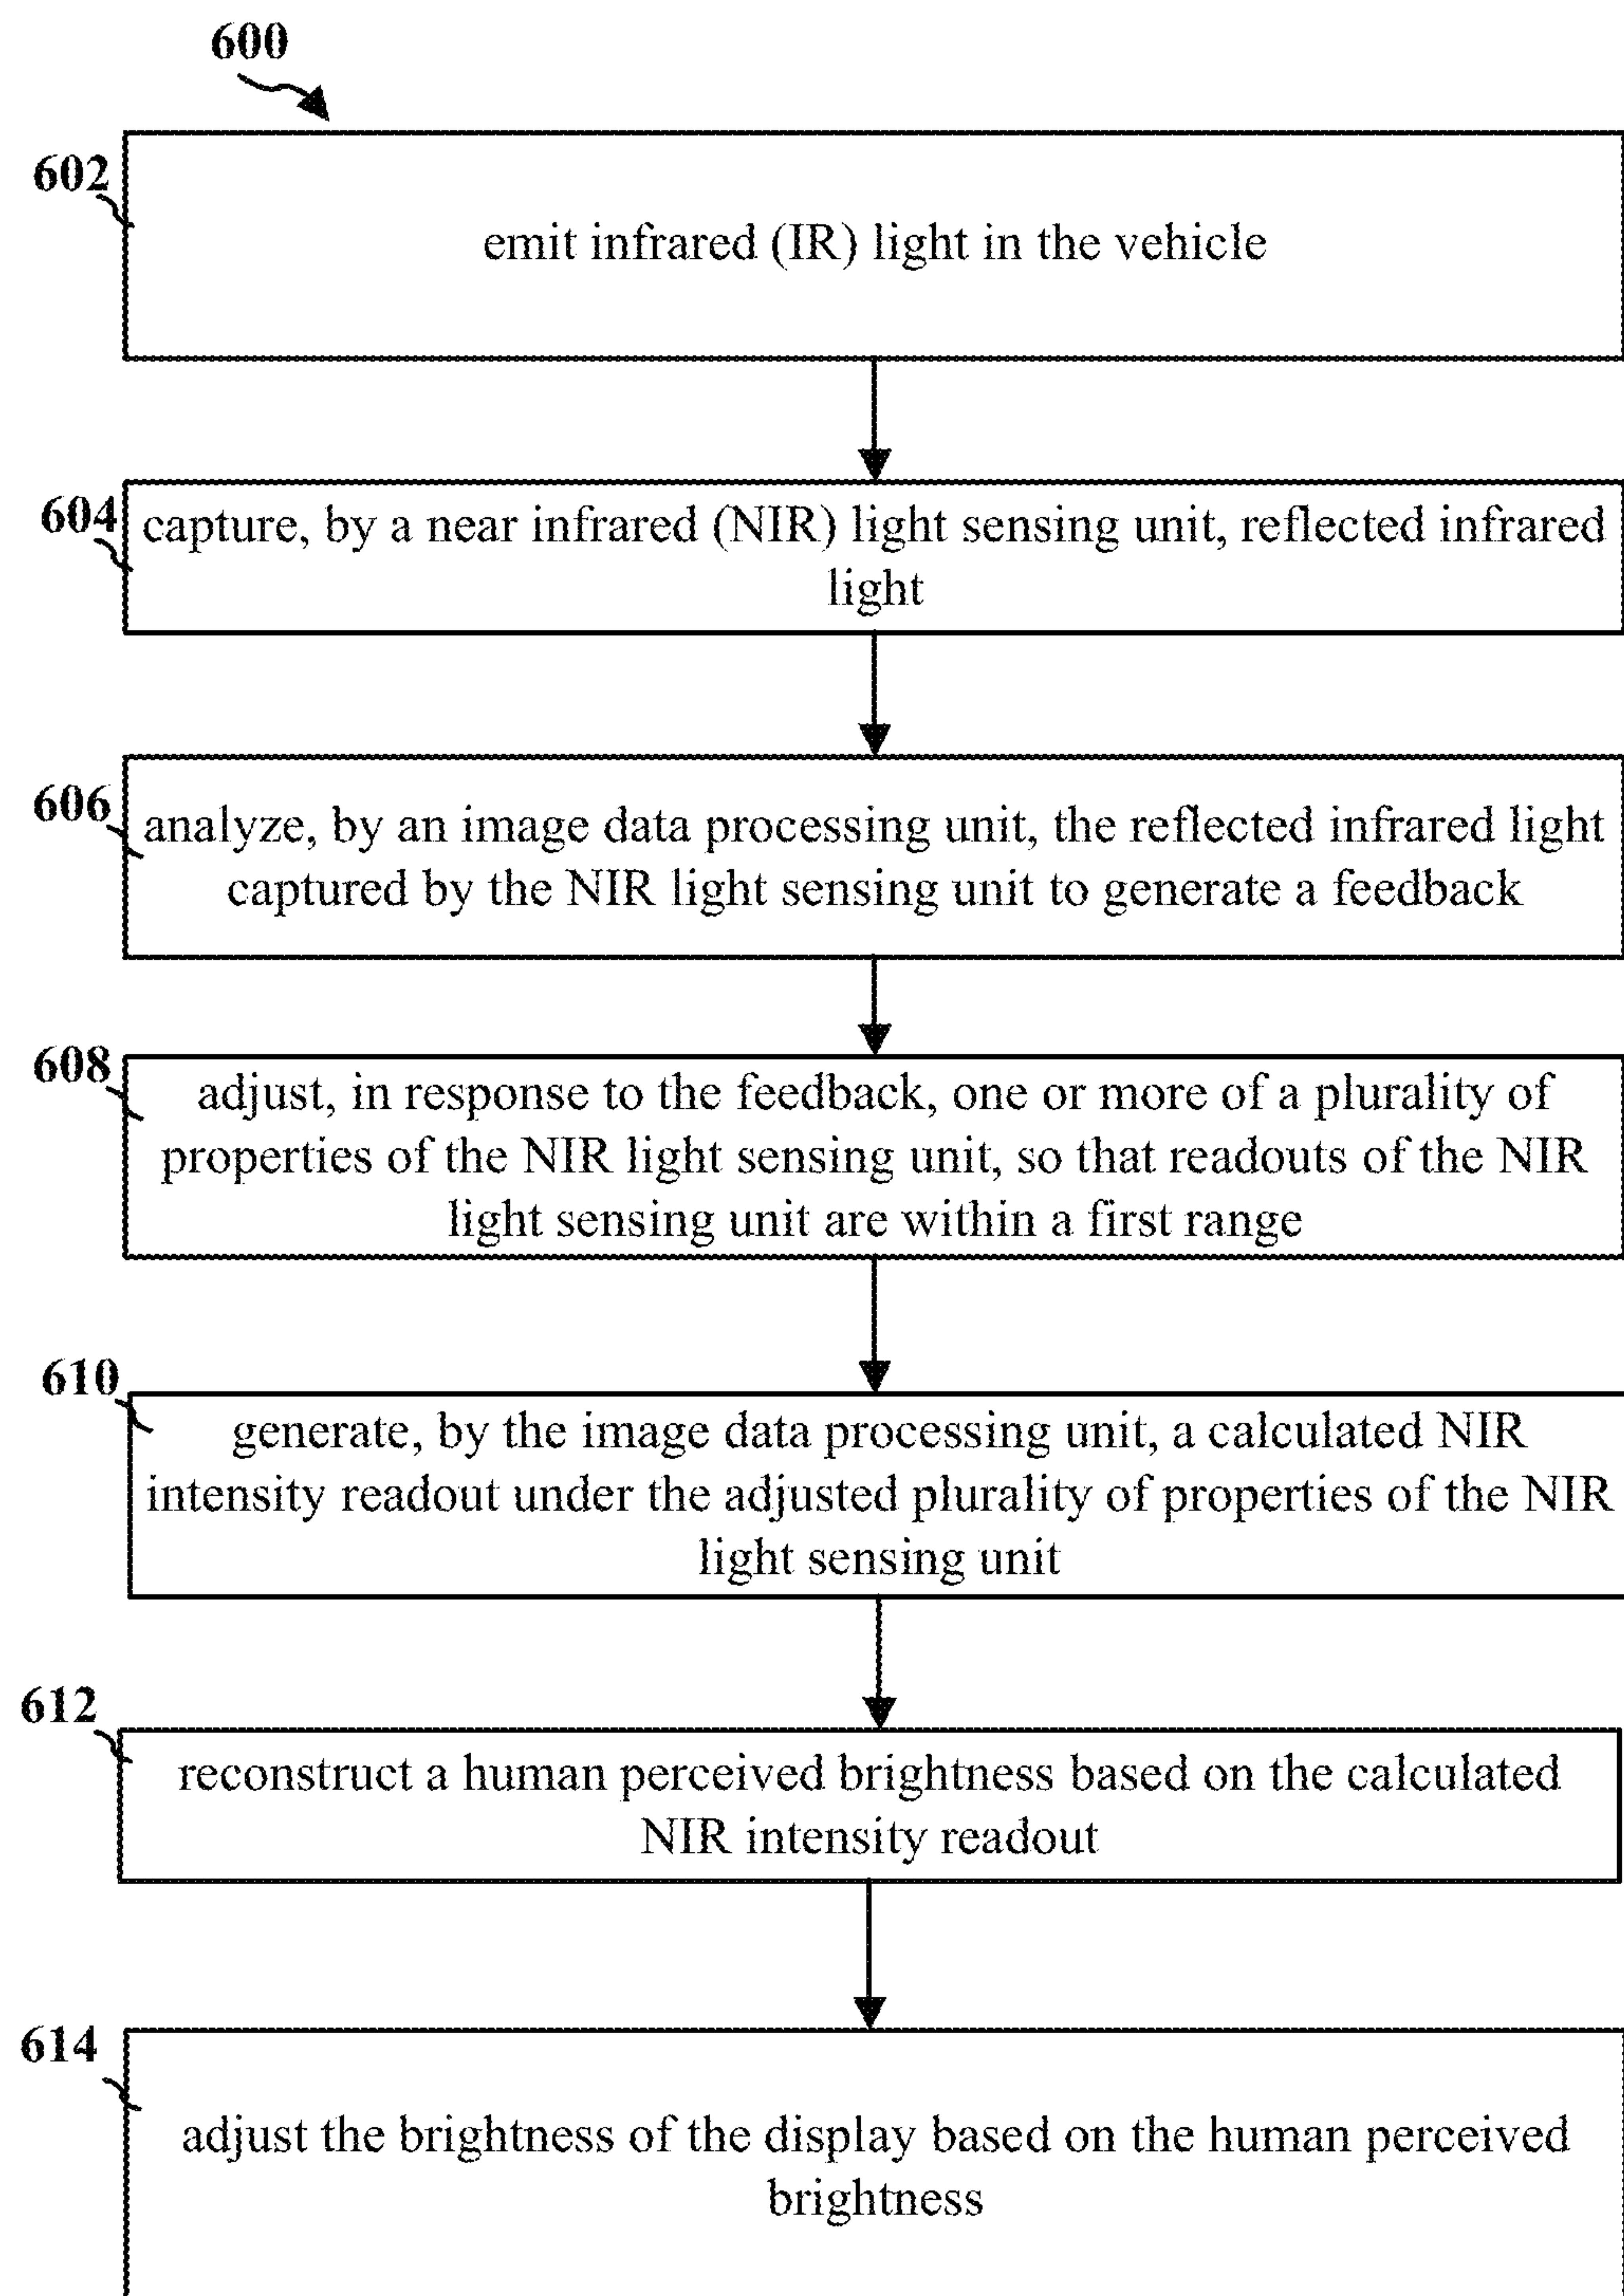 600
602
emit infrared (IR) light in the vehicle
604
capture, by a near infrared (NIR) light sensing unit, reflected infrared
light
606
analyze, by an image data processing unit, the reflected infrared light
captured by the NIR light sensing unit to generate a feedback
608
adjust, in response to the feedback, one or more of a plurality of
properties of the NIR light sensing unit, so that readouts of the NIR
light sensing unit are within a first range
610
generate, by the image data processing unit, a calculated NIR
intensity readout under the adjusted plurality of properties of the NIR
light sensing unit
612
reconstruct a human perceived brightness based on the calculated
NIR intensity readout
614
adjust the brightness of the display based on the human perceived
brightness